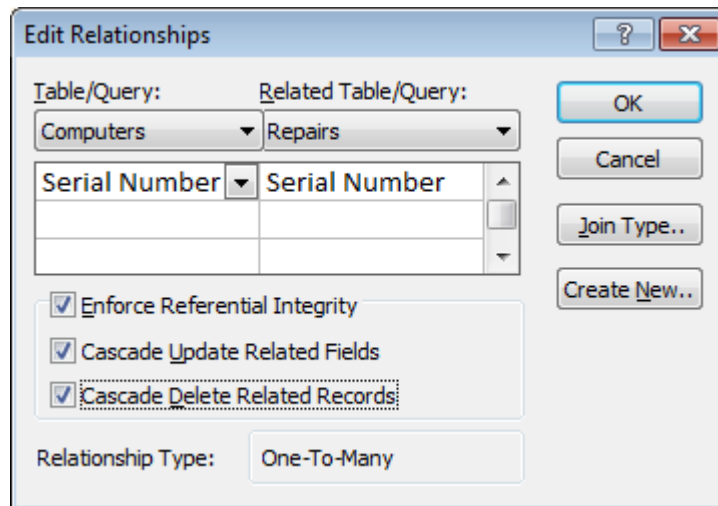 Edit Relationships
Table/Query: Related Table/Query:
Computers Repairs
Serial Number Serial Number
Enforce Referential Integrity
Cascade Update Related Fields
Cascade Delete Related Records
Relationship Type: One-To-Many
OK
Cancel
Join Type..
Create New..